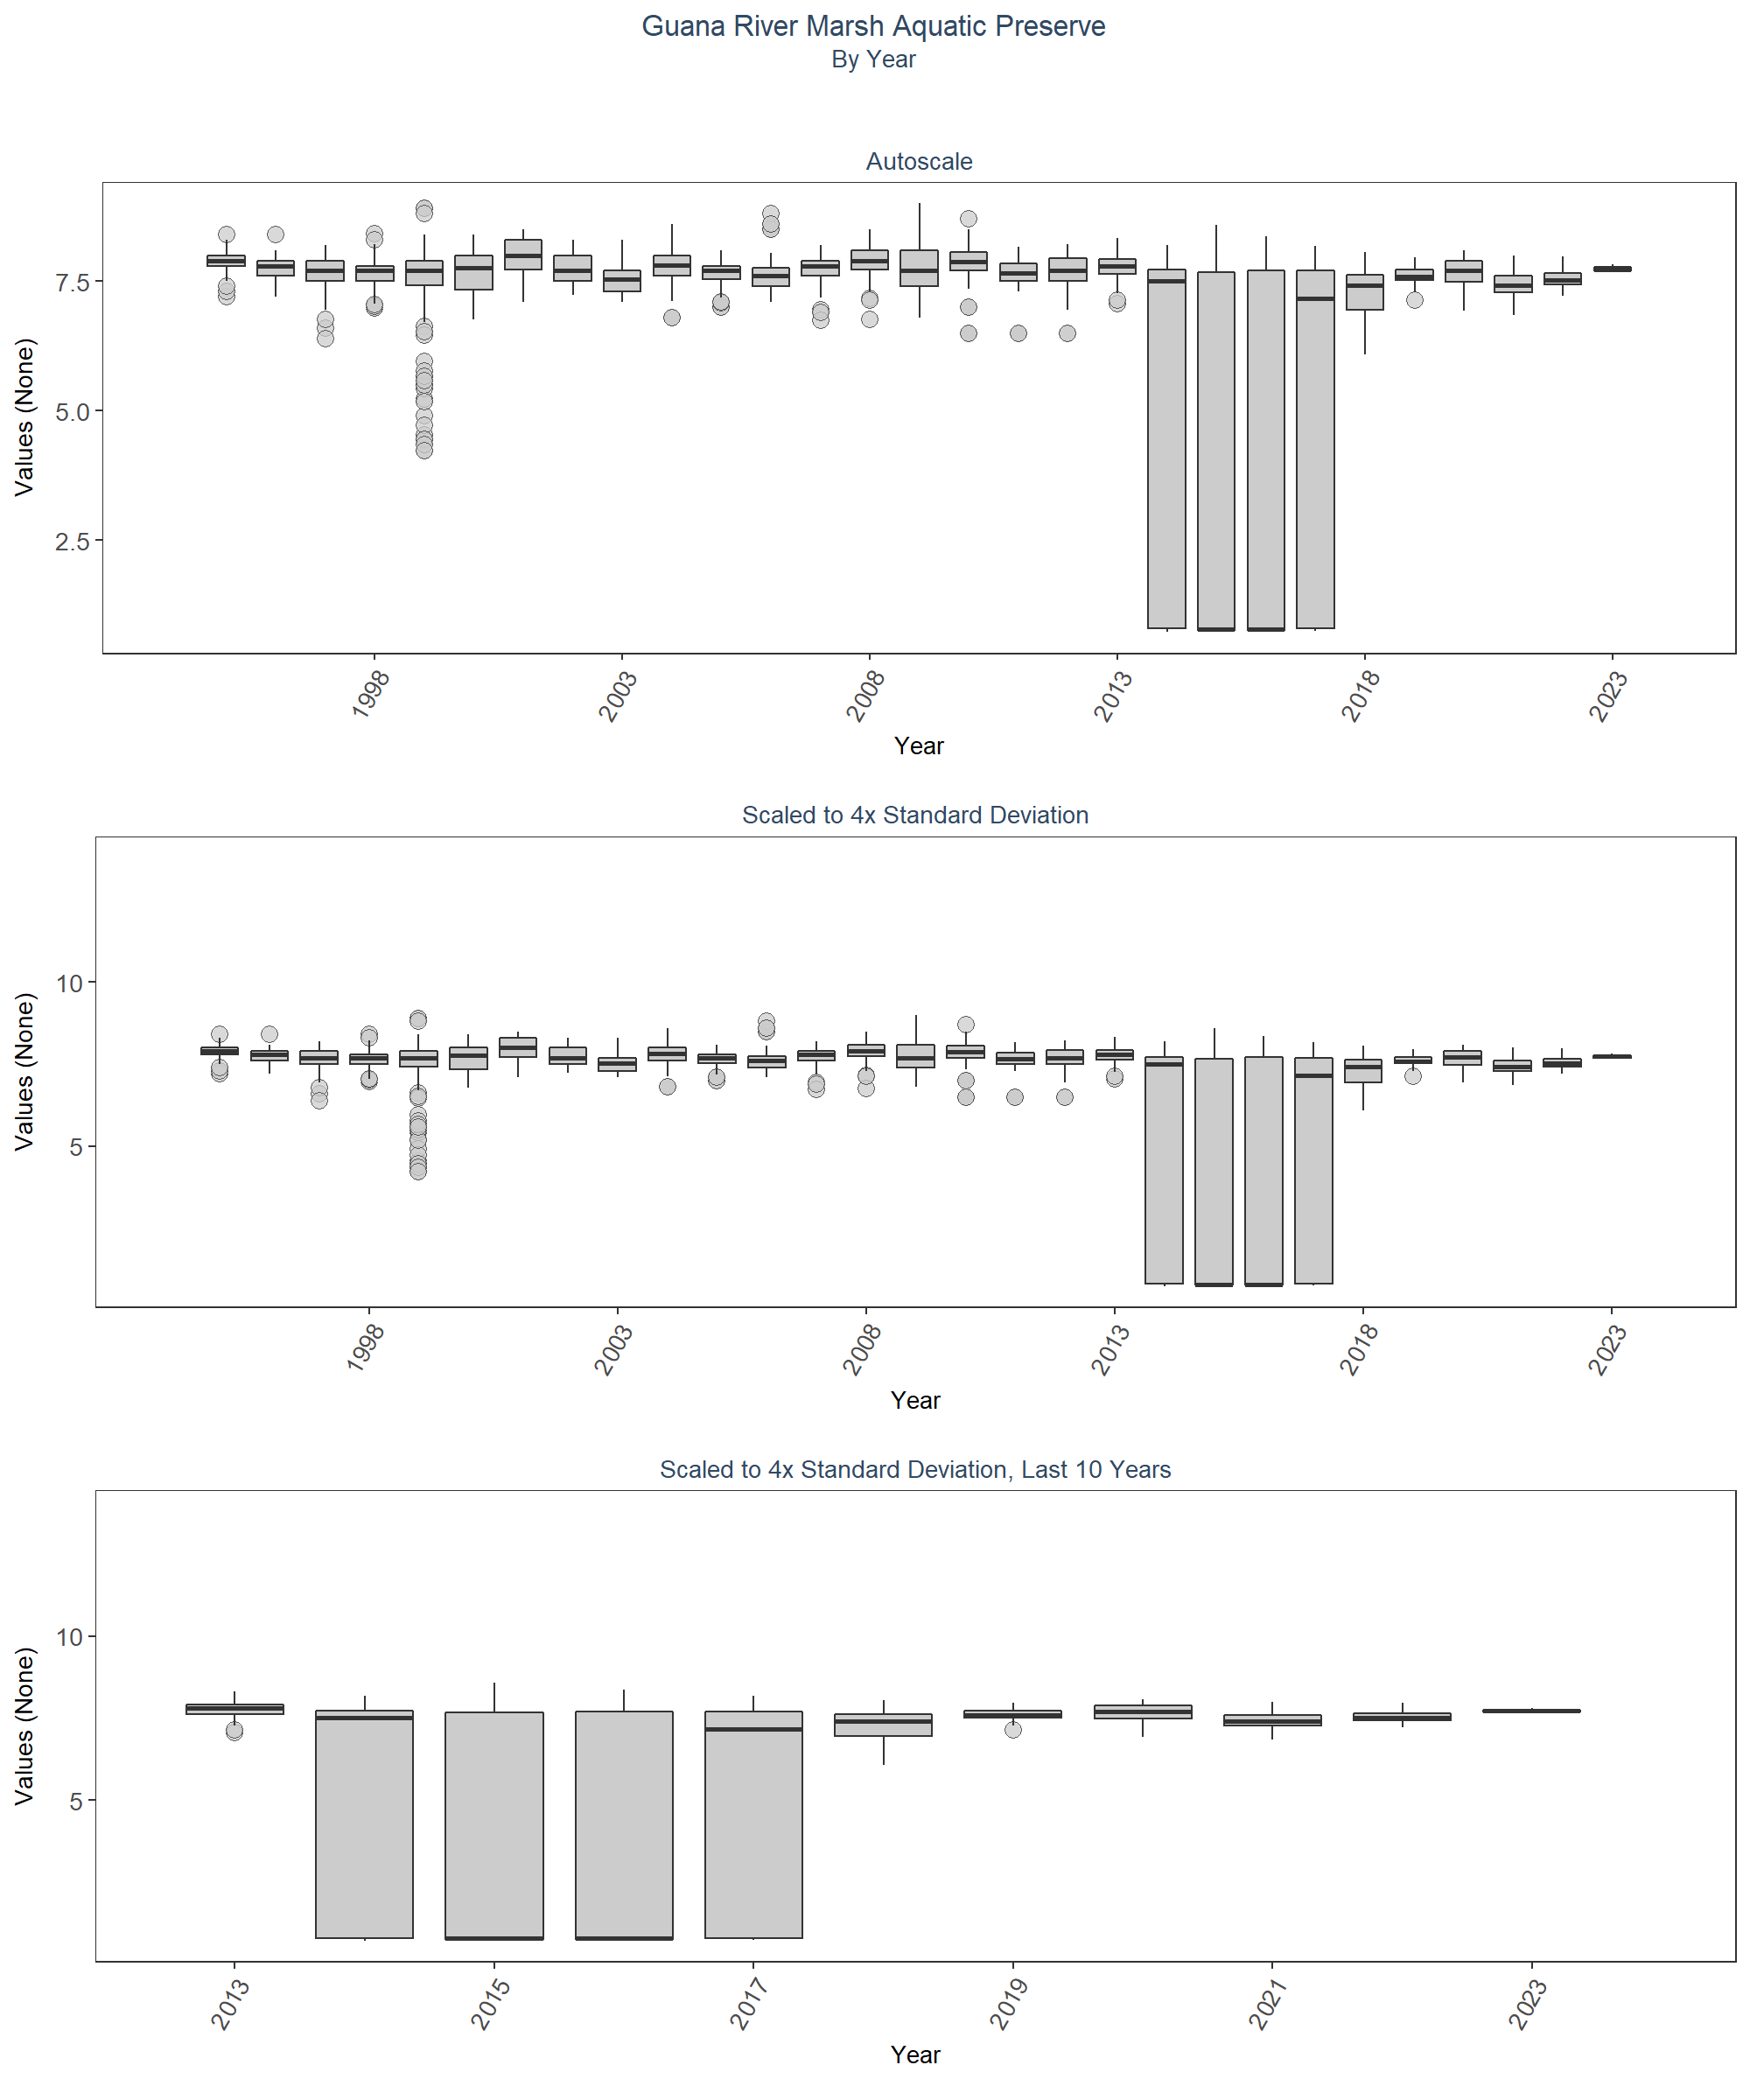 Guana River Marsh Aquatic Preserve
By Year
Autoscale
Values (None)
7.5
5.0
2.5
1998 2003 2008 2013 2018 2023
Year
Scaled to 4x Standard Deviation
Values (None)
10
5
1998 2003 2008 2013 2018 2023
Year
Scaled to 4x Standard Deviation, Last 10 Years
Values (None)
10
5
2013 2015 2017 2019 2021 2023
Year